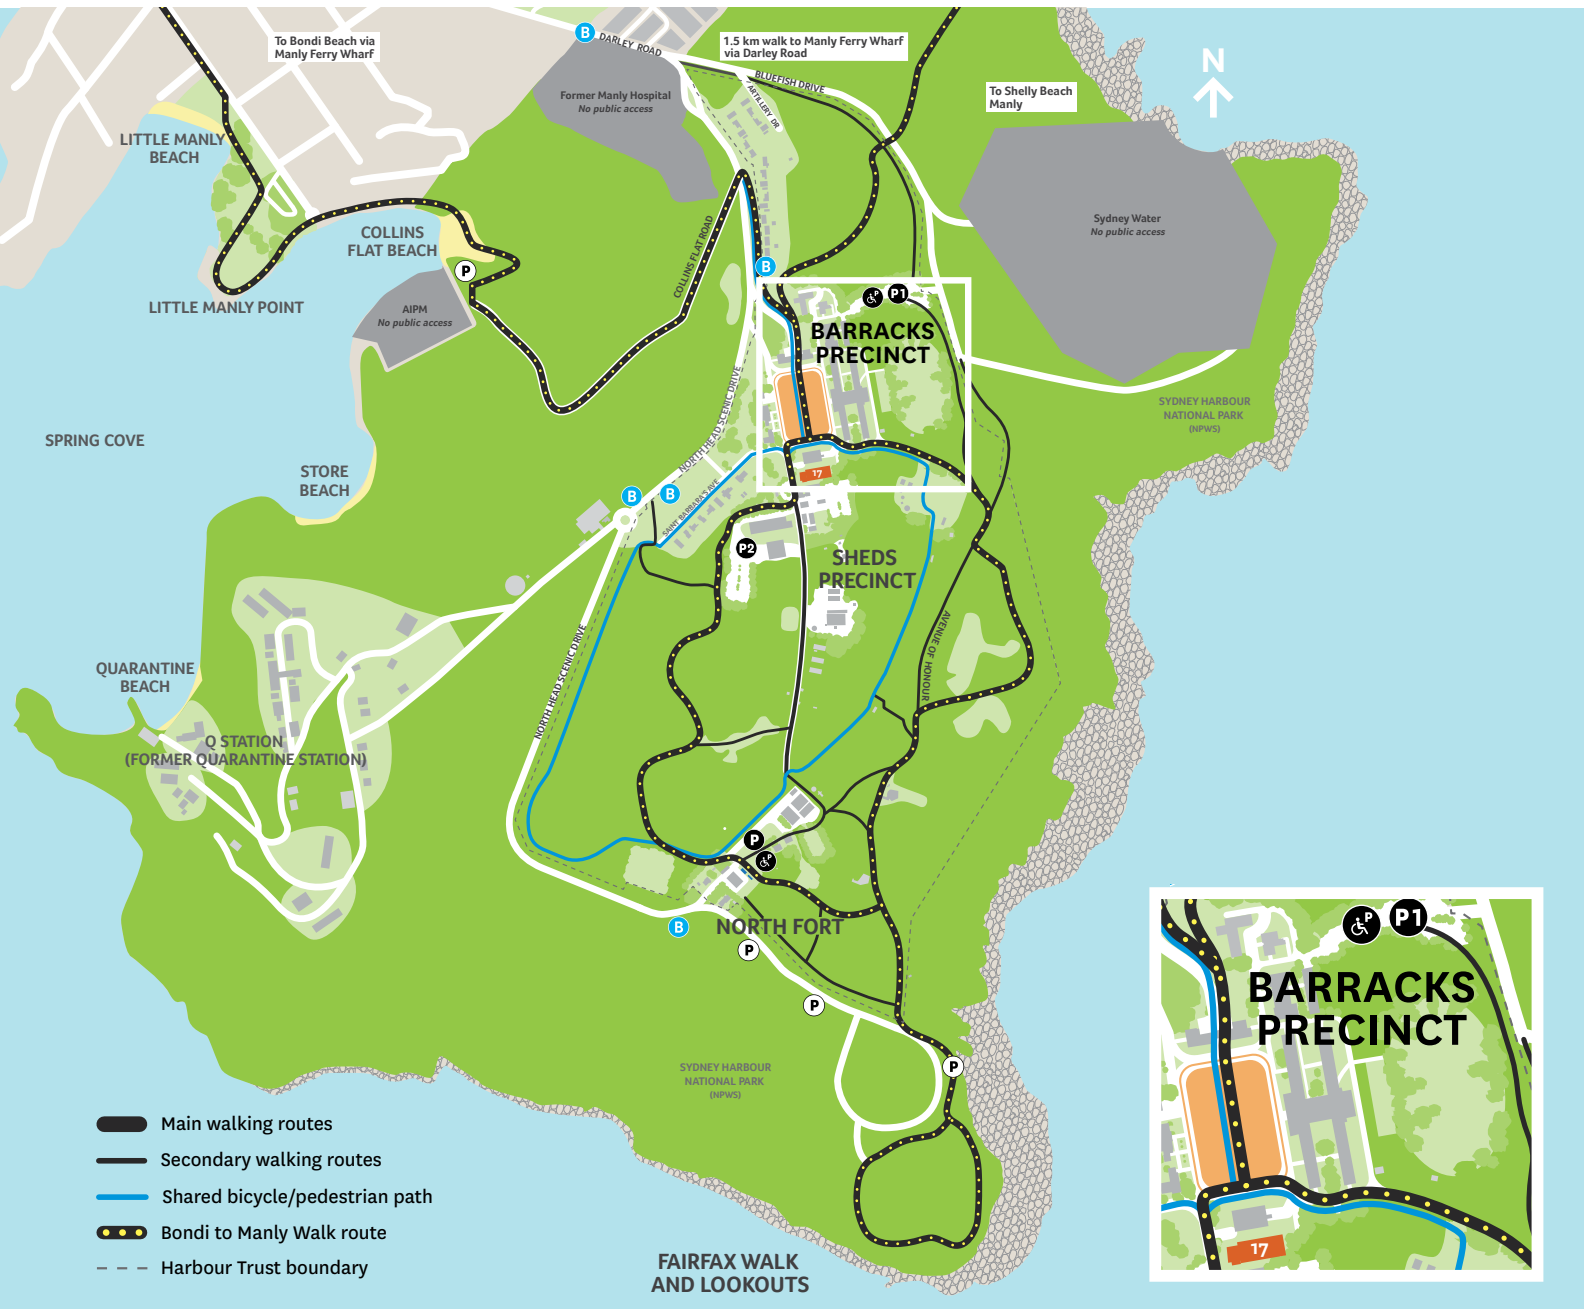 B
DARLEY ROAD
To Bondi Beach via
Manly Ferry Wharf
1.5 km walk to Manly Ferry Wharf
via Darley Road
N
BLUEFISH DRIVE
ARTILLERY DR
Former Manly Hospital
No public access
To Shelly Beach
Manly
LITTLE MANLY
BEACH
COLLINS
FLAT BEACH
P
COLLINS FLAT ROAD
B
Sydney Water
No public access
LITTLE MANLY POINT
AIPM
No public access
P
P1
BARRACKS
PRECINCT
NORTH HEAD SCENIC DRIVE
SYDNEY HARBOUR
NATIONAL PARK
(NPWS)
SPRING COVE
STORE
BEACH
17
B
B
SAINT BARBARA'S AVE
P2
SHEDS
PRECINCT
AVENUE OF HONOUR
NORTH HEAD SCENIC DRIVE
QUARANTINE
BEACH
Q STATION
(FORMER QUARANTINE STATION)
P
P
B
NORTH FORT
P
P
P
SYDNEY HARBOUR
NATIONAL PARK
(NPWS)
P
P1
BARRACKS
PRECINCT
17
Main walking routes
Secondary walking routes
Shared bicycle/pedestrian path
Bondi to Manly Walk route
Harbour Trust boundary
FAIRFAX WALK
AND LOOKOUTS